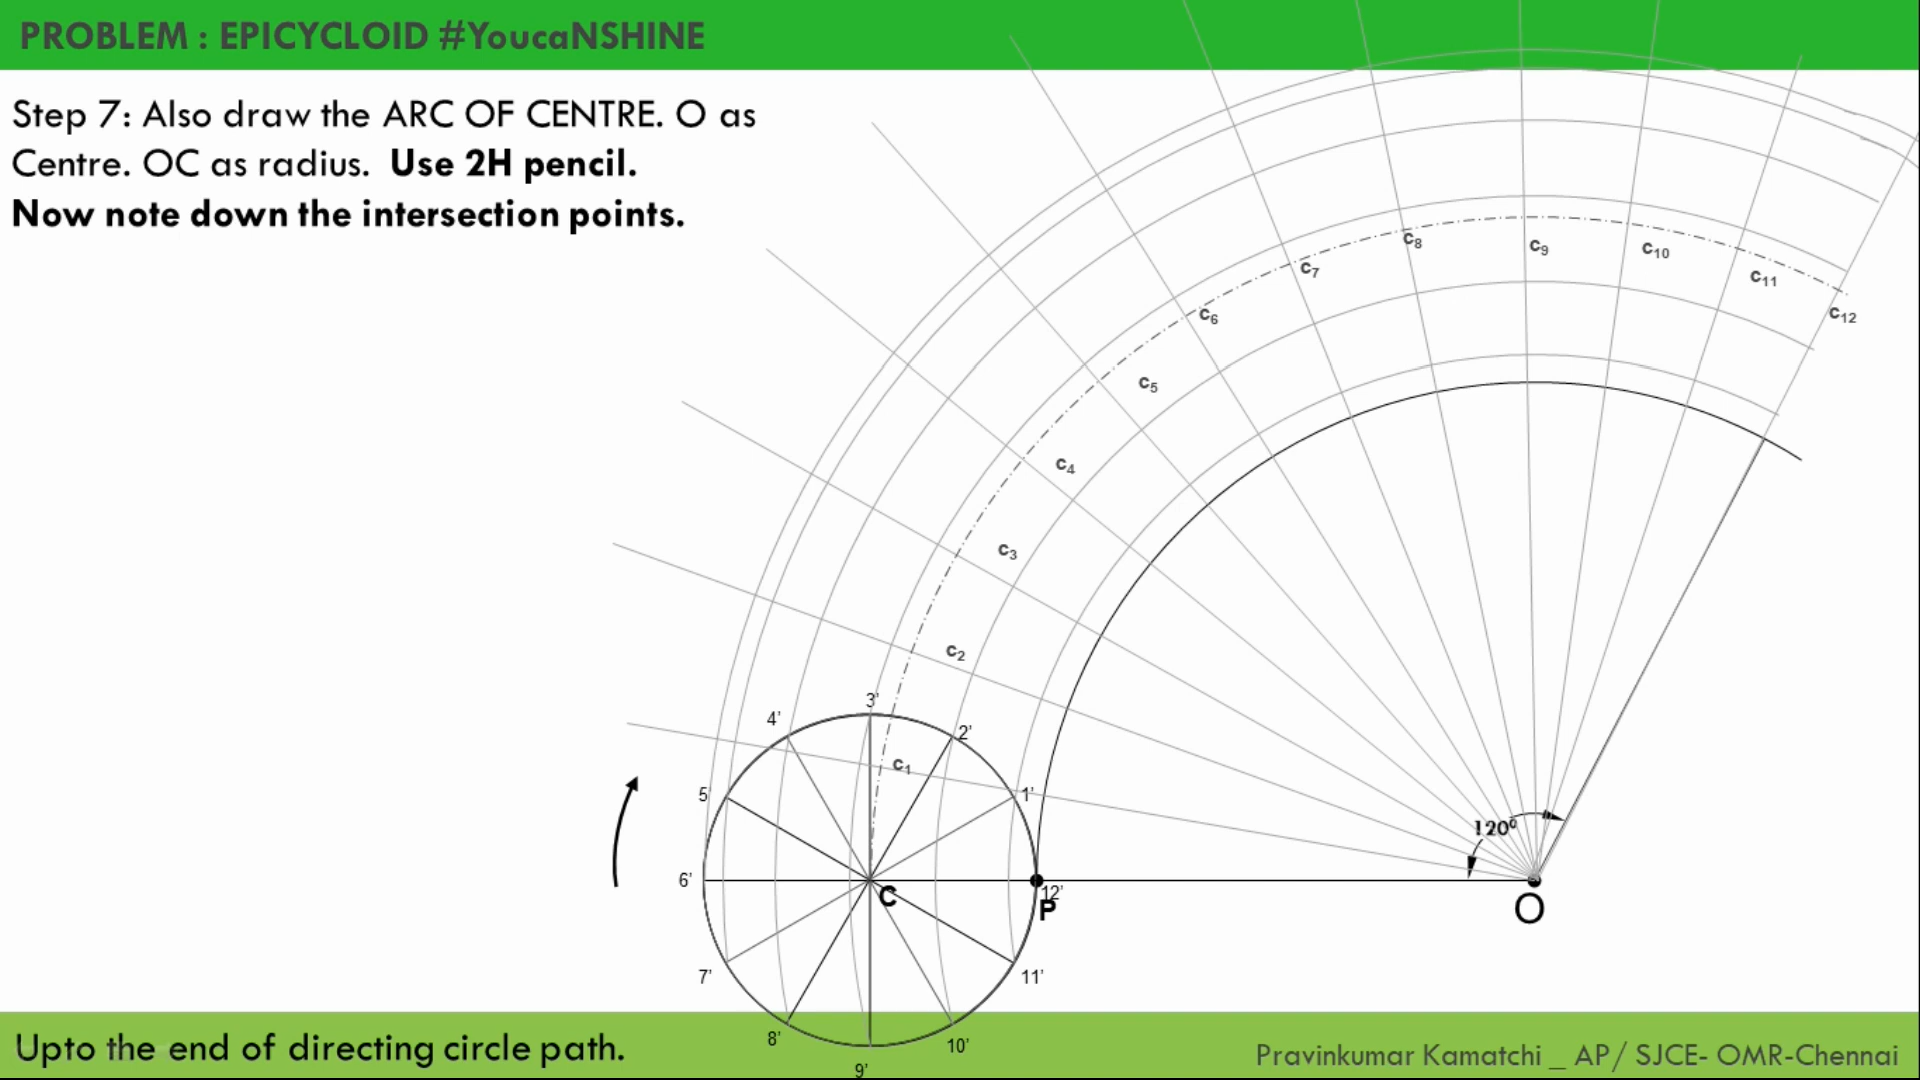 PROBLEM : EPICYCLOID #YoucaNSHINE
Step 7: Also draw the ARC OF CENTRE. O as
Centre. OC as radius. Use 2H pencil.
Now note down the intersection points.
C₈
C₉
C₁₀
C₇
C₁₁
C₆
C₁₂
C₅
C₄
C₃
C₂
3'
4'
2'
C₁
5'
1'
120⁰
6'
C
12'
P
O
7'
11'
8'
10'
9'
Upto the end of directing circle path.
Pravinkumar Kamatchi _ AP/ SJCE- OMR-Chennai